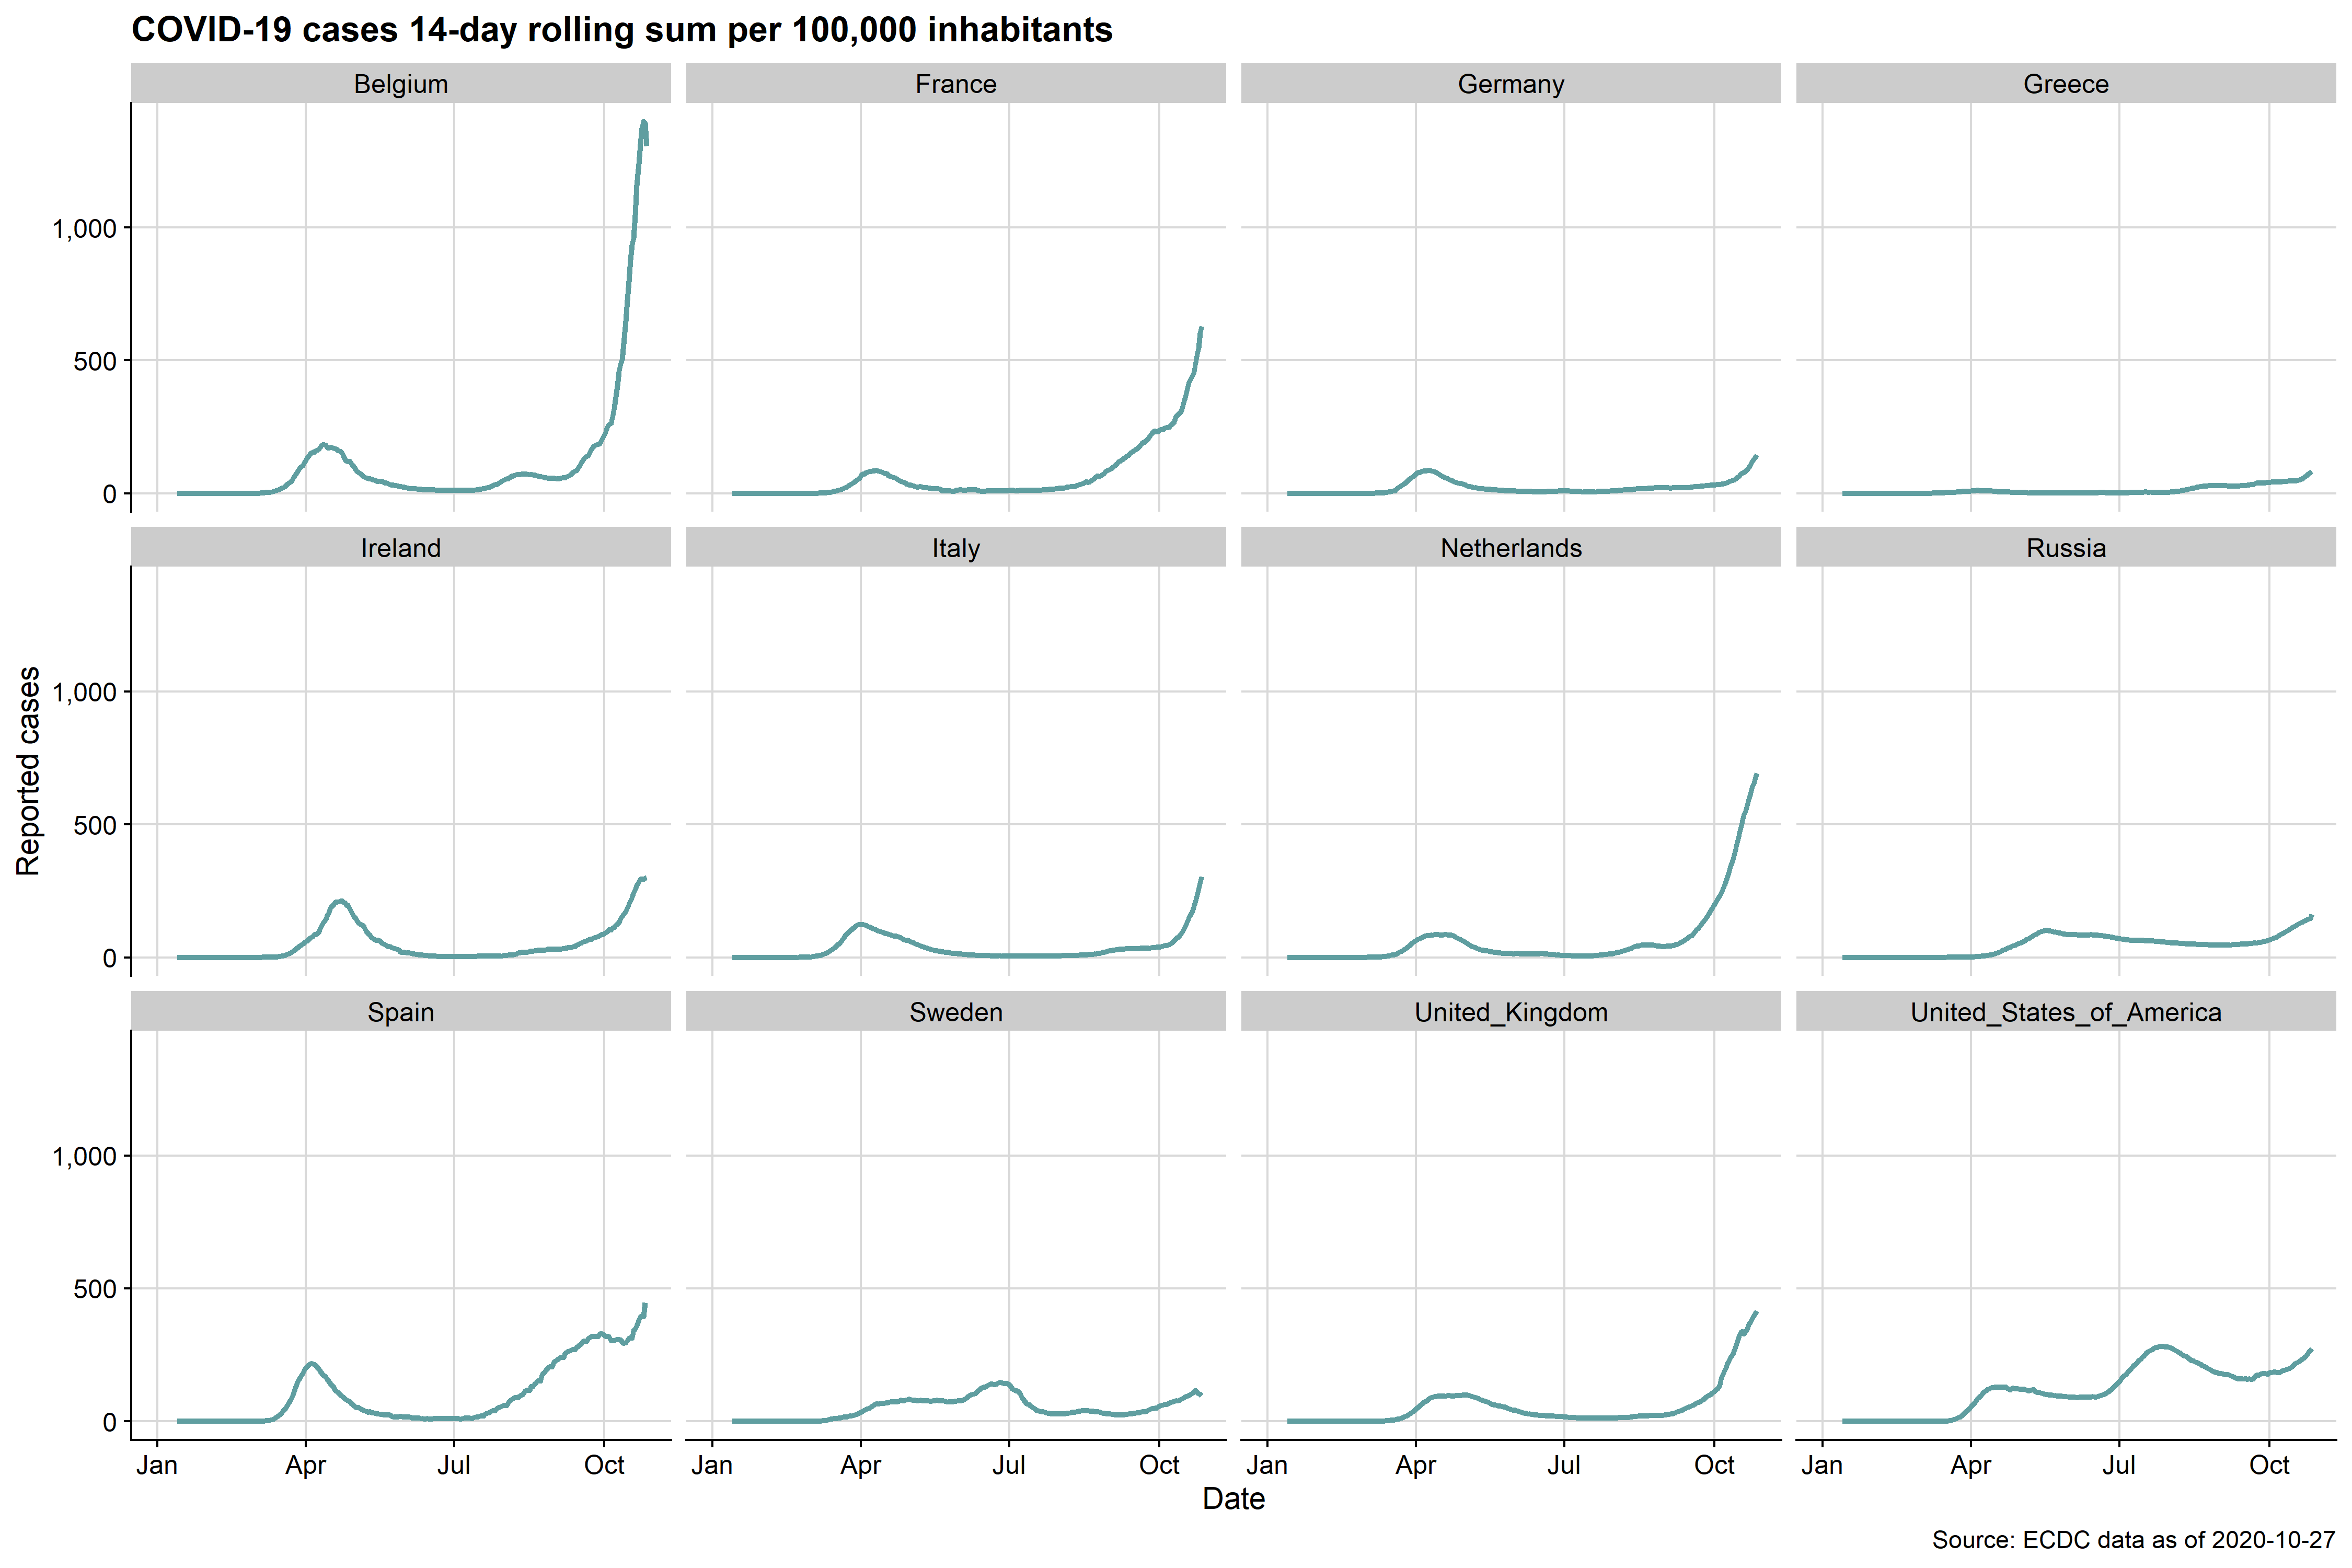 COVID-19 cases 14-day rolling sum per 100,000 inhabitants
Belgium
France
Germany
Greece
1,000
500
0
Ireland
Italy
Netherlands
Russia
Reported cases
1,000
500
0
Spain
Sweden
United_Kingdom
United_States_of_America
1,000
500
0
Jan Apr Jul Oct
Jan Apr Jul Oct
Jan Apr Jul Oct
Jan Apr Jul Oct
Date
Source: ECDC data as of 2020-10-27